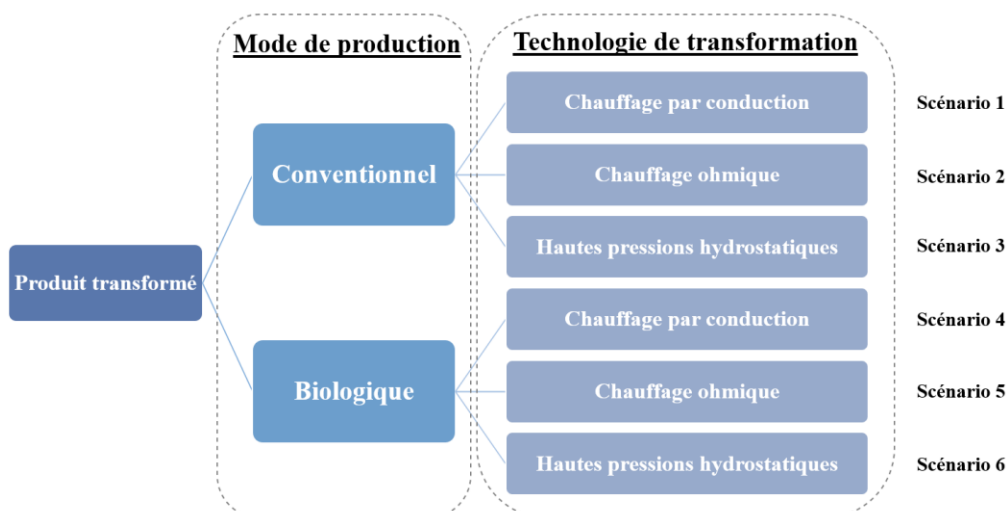 Mode de production
Technologie de transformation
Chauffage par conduction
Scénario 1
Conventionnel
Chauffage ohmique
Scénario 2
Hautes pressions hydrostatiques
Scénario 3
Produit transformé
Chauffage par conduction
Scénario 4
Biologique
Chauffage ohmique
Scénario 5
Hautes pressions hydrostatiques
Scénario 6